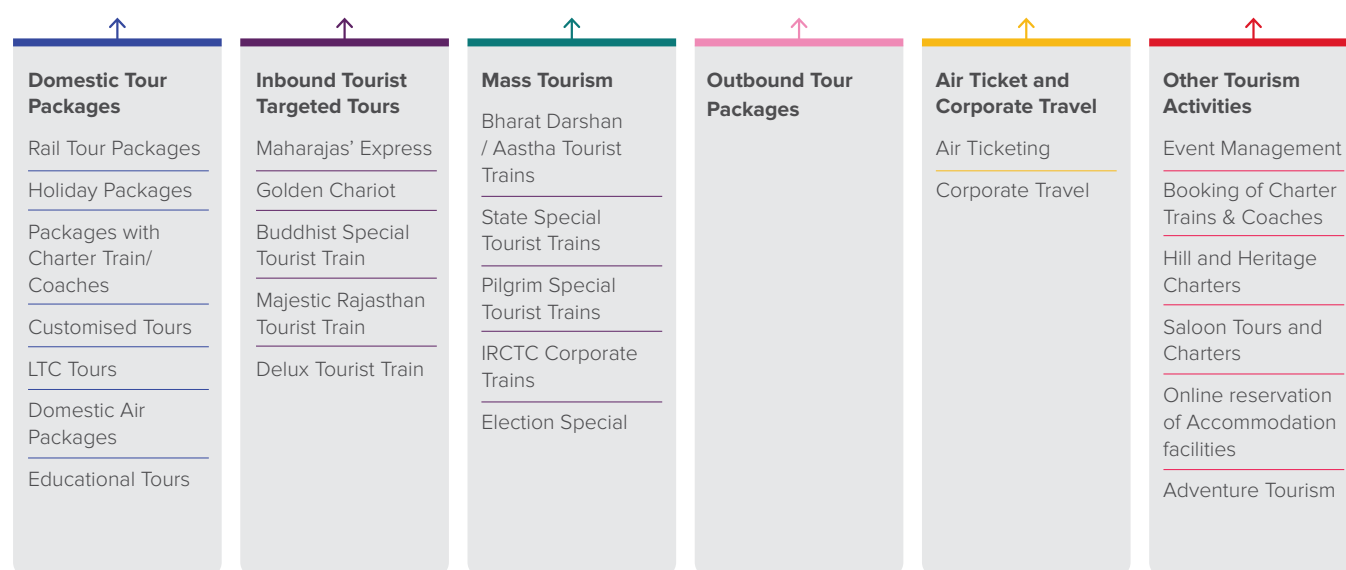 Domestic Tour
Packages
Rail Tour Packages
Holiday Packages
Packages with
Charter Train/
Coaches
Customised Tours
LTC Tours
Domestic Air
Packages
Educational Tours
Inbound Tourist
Targeted Tours
Maharajas’ Express
Golden Chariot
Buddhist Special
Tourist Train
Majestic Rajasthan
Tourist Train
Delux Tourist Train
Mass Tourism
Bharat Darshan
/ Aastha Tourist
Trains
State Special
Tourist Trains
Pilgrim Special
Tourist Trains
IRCTC Corporate
Trains
Election Special
Outbound Tour
Packages
Air Ticket and
Corporate Travel
Air Ticketing
Corporate Travel
Other Tourism
Activities
Event Management
Booking of Charter
Trains & Coaches
Hill and Heritage
Charters
Saloon Tours and
Charters
Online reservation
of Accommodation
facilities
Adventure Tourism